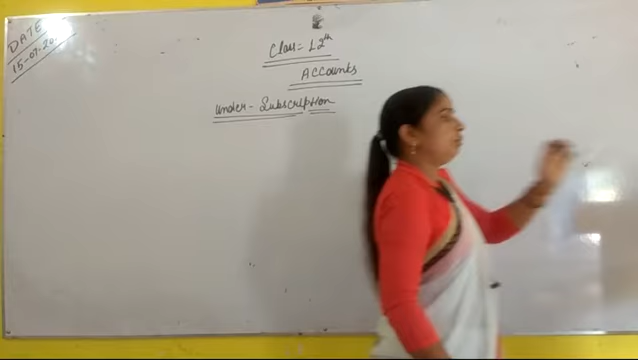 DATE
15-07-20
Class = 12th
Accounts
under - Subscription